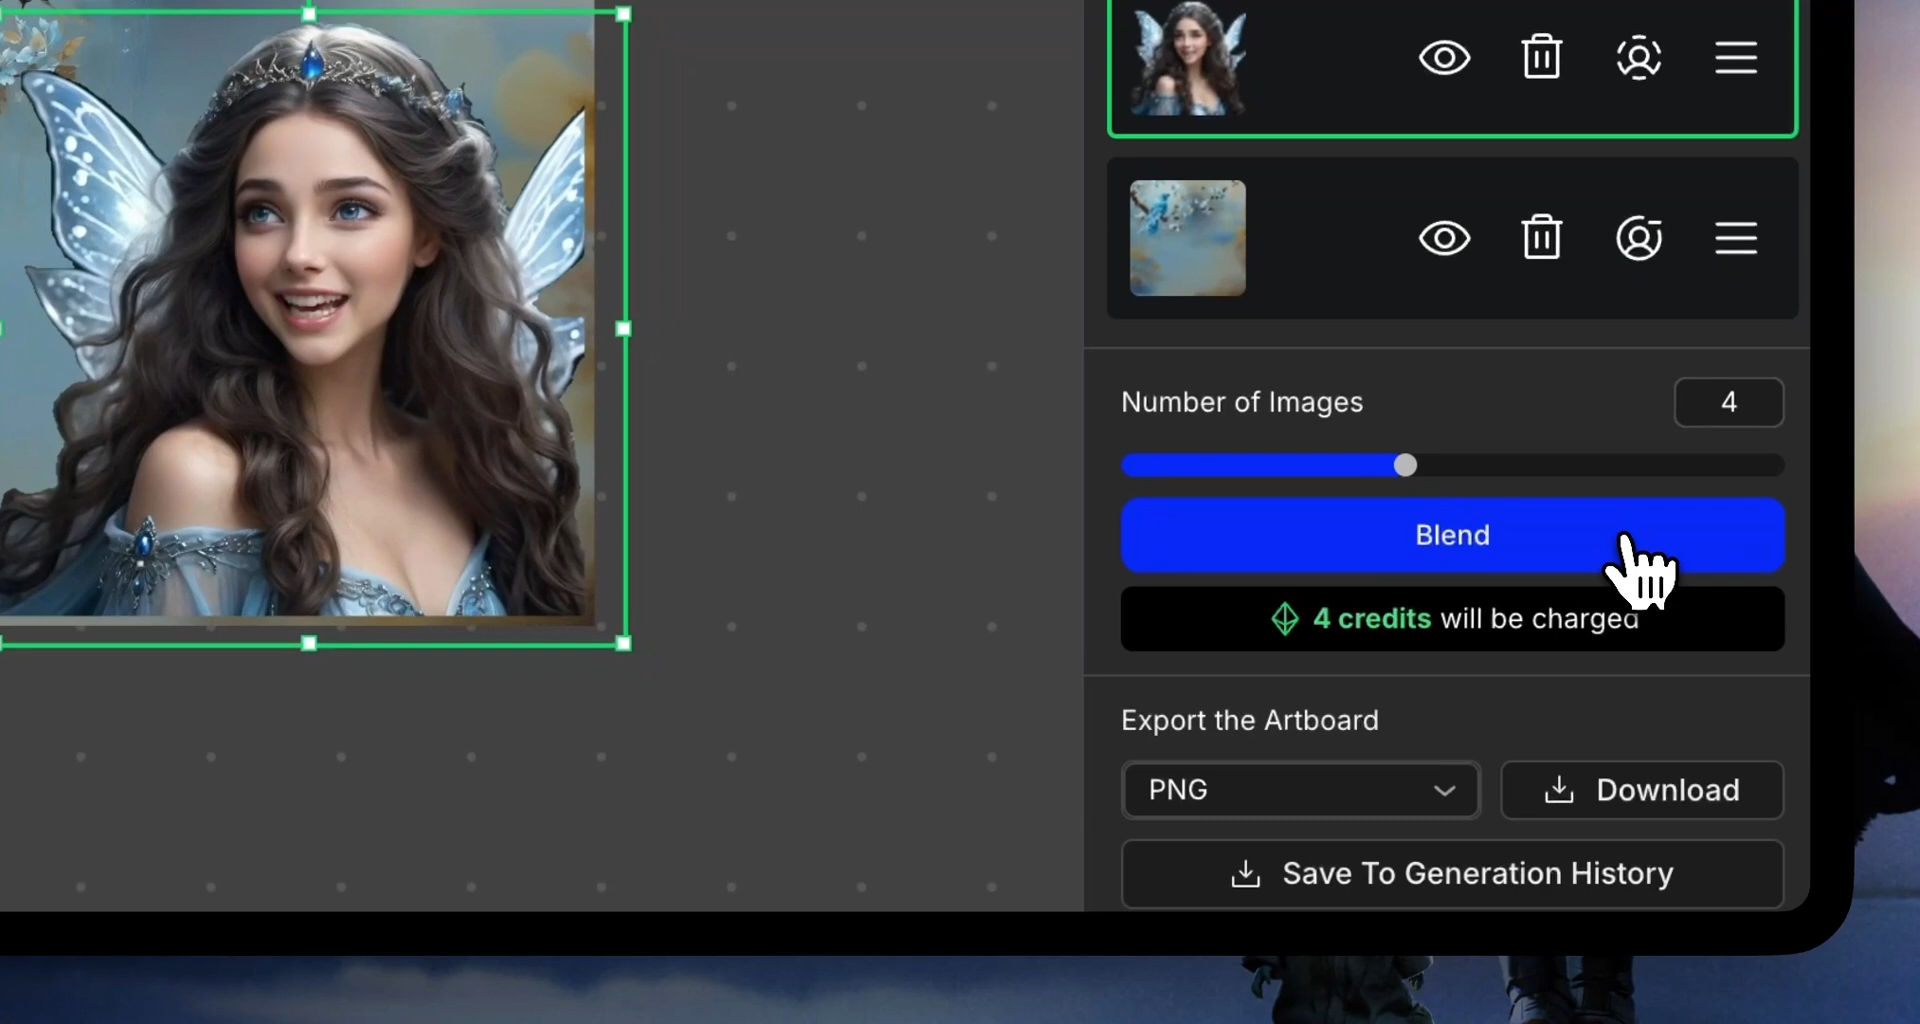 Number of Images
4
Blend
4 credits will be charged
Export the Artboard
PNG
Download
Save To Generation History